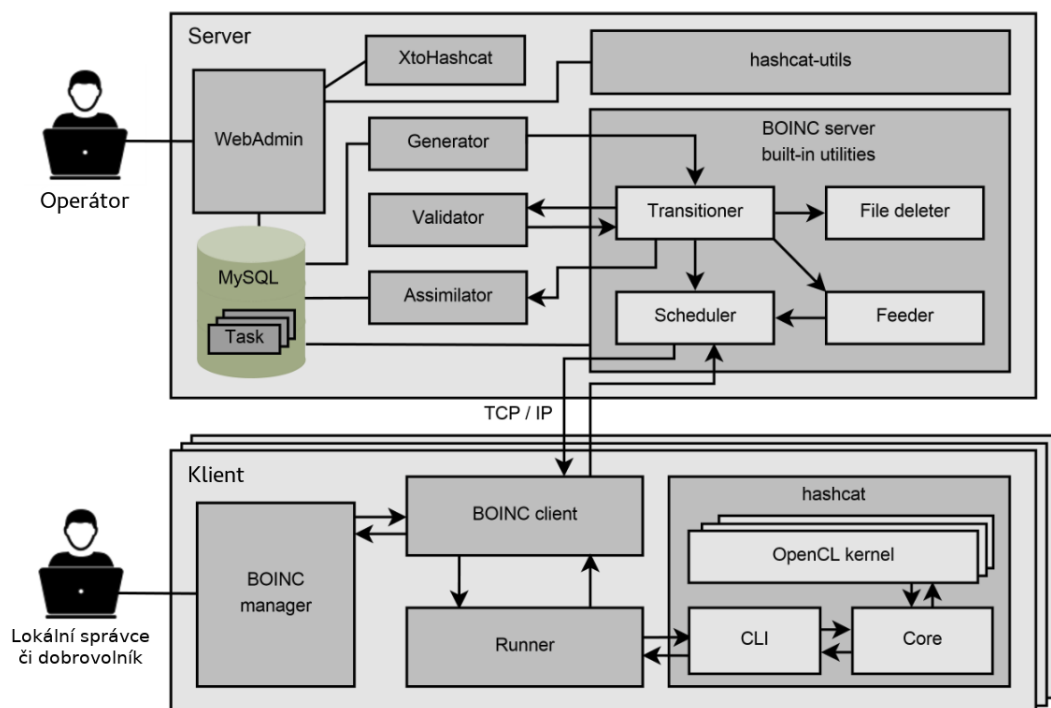 Server
XtoHashcat
hashcat-utils
WebAdmin
Operátor
Generator
BOINC server
built-in utilities
Validator
Transitioner
File deleter
MySQL
Task
Assimilator
Scheduler
Feeder
TCP / IP
Klient
BOINC client
hashcat
OpenCL kernel
BOINC
manager
Lokální správce
či dobrovolník
Runner
CLI
Core